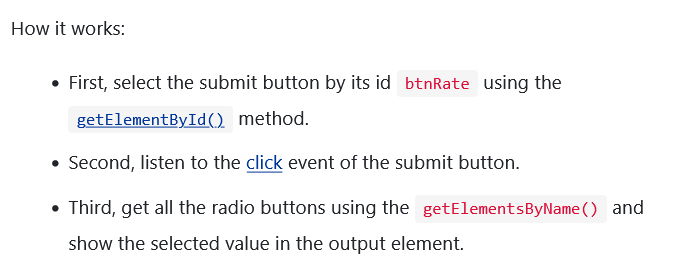 How it works:
• First, select the submit button by its id btnRate using the
getElementById() method.
• Second, listen to the click event of the submit button.
• Third, get all the radio buttons using the getElementsByName() and
show the selected value in the output element.